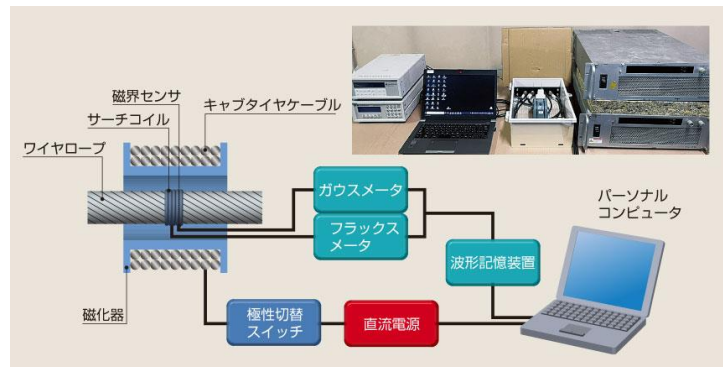 磁界センサ
サーチコイル
キャブタイヤケーブル
ワイヤロープ
ガウスメータ
フラックス
メータ
パーソナル
コンピュータ
波形記憶装置
磁化器
極性切替
スイッチ
直流電源